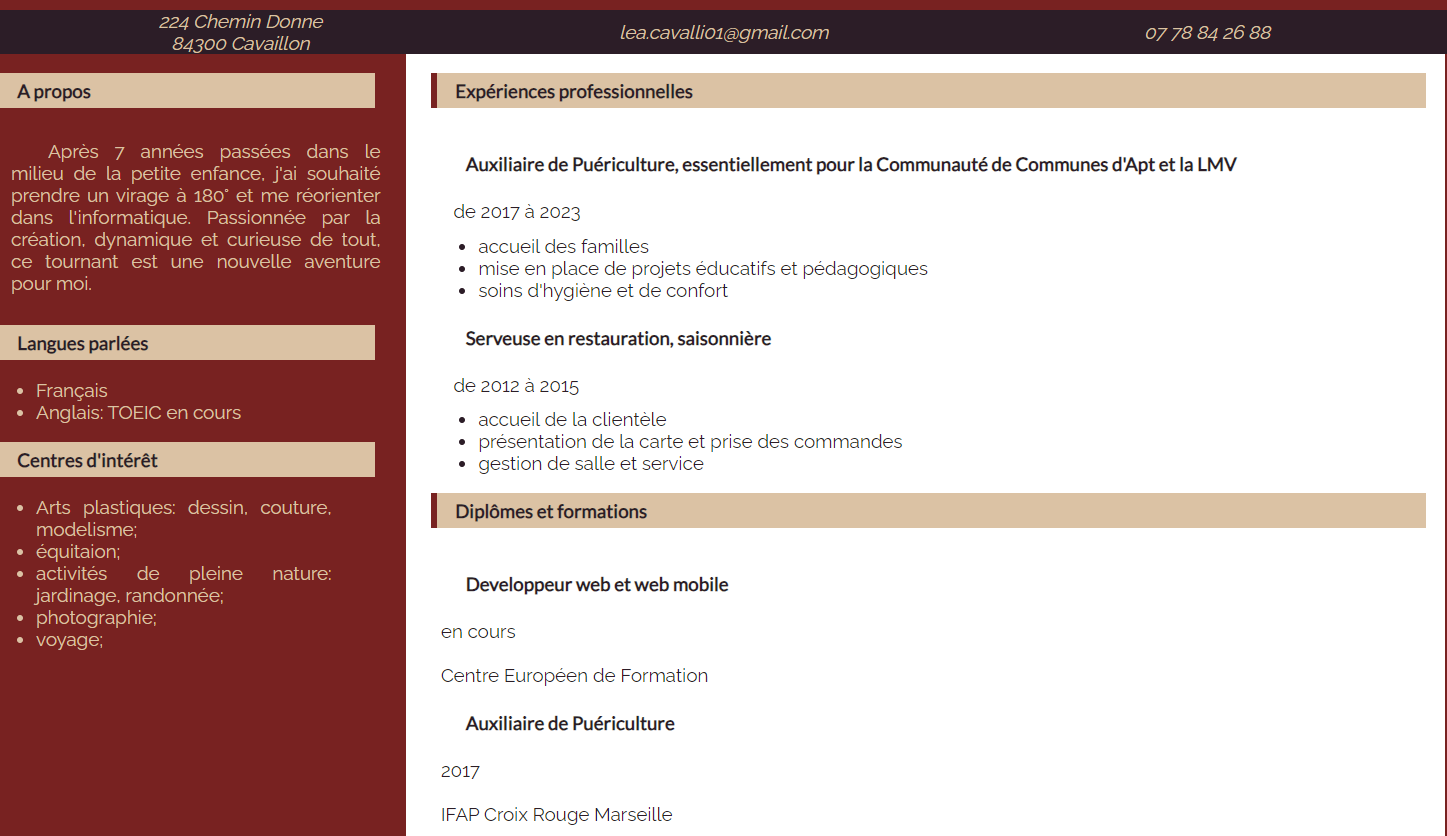 224 Chemin Donne
84300 Cavaillon
lea.cavalli01@gmail.com
07 78 84 26 88
A propos
Après 7 années passées dans le
milieu de la petite enfance, j'ai souhaité
prendre un virage à 180° et me réorienter
dans l'informatique. Passionnée par la
création, dynamique et curieuse de tout,
ce tournant est une nouvelle aventure
pour moi.
Langues parlées
• Français
• Anglais: TOEIC en cours
Centres d'intérêt
• Arts plastiques: dessin, couture,
modelisme;
• équitaion;
• activités de pleine nature:
jardinage, randonnée;
• photographie;
• voyage;
Expériences professionnelles
Auxiliaire de Puériculture, essentiellement pour la Communauté de Communes d'Apt et la LMV
de 2017 à 2023
• accueil des familles
• mise en place de projets éducatifs et pédagogiques
• soins d'hygiène et de confort
Serveuse en restauration, saisonnière
de 2012 à 2015
• accueil de la clientèle
• présentation de la carte et prise des commandes
• gestion de salle et service
Diplômes et formations
Developpeur web et web mobile
en cours
Centre Européen de Formation
Auxiliaire de Puériculture
2017
IFAP Croix Rouge Marseille